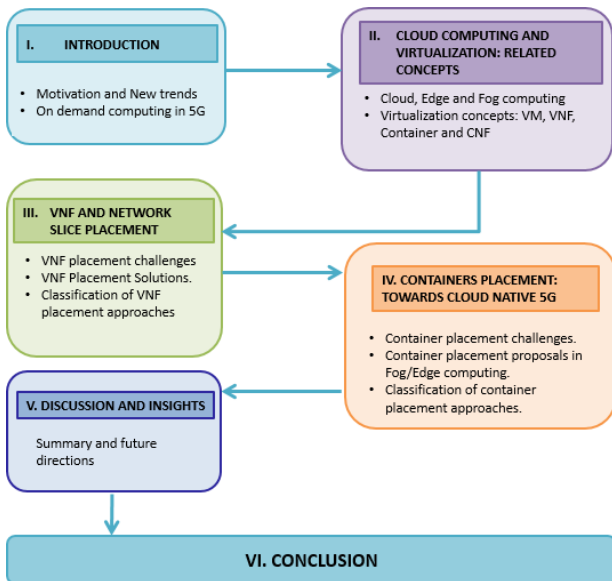 I. INTRODUCTION
• Motivation and New trends
• On demand computing in 5G
II. CLOUD COMPUTING AND
VIRTUALIZATION: RELATED
CONCEPTS
• Cloud, Edge and Fog computing
• Virtualization concepts: VM, VNF,
Container and CNF
III. VNF AND NETWORK
SLICE PLACEMENT
• VNF placement challenges
• VNF Placement Solutions.
• Classification of VNF
placement approaches
IV. CONTAINERS PLACEMENT:
TOWARDS CLOUD NATIVE 5G
• Container placement challenges.
• Container placement proposals in
Fog/Edge computing.
• Classification of container
placement approaches.
V. DISCUSSION AND INSIGHTS
Summary and future
directions
VI. CONCLUSION